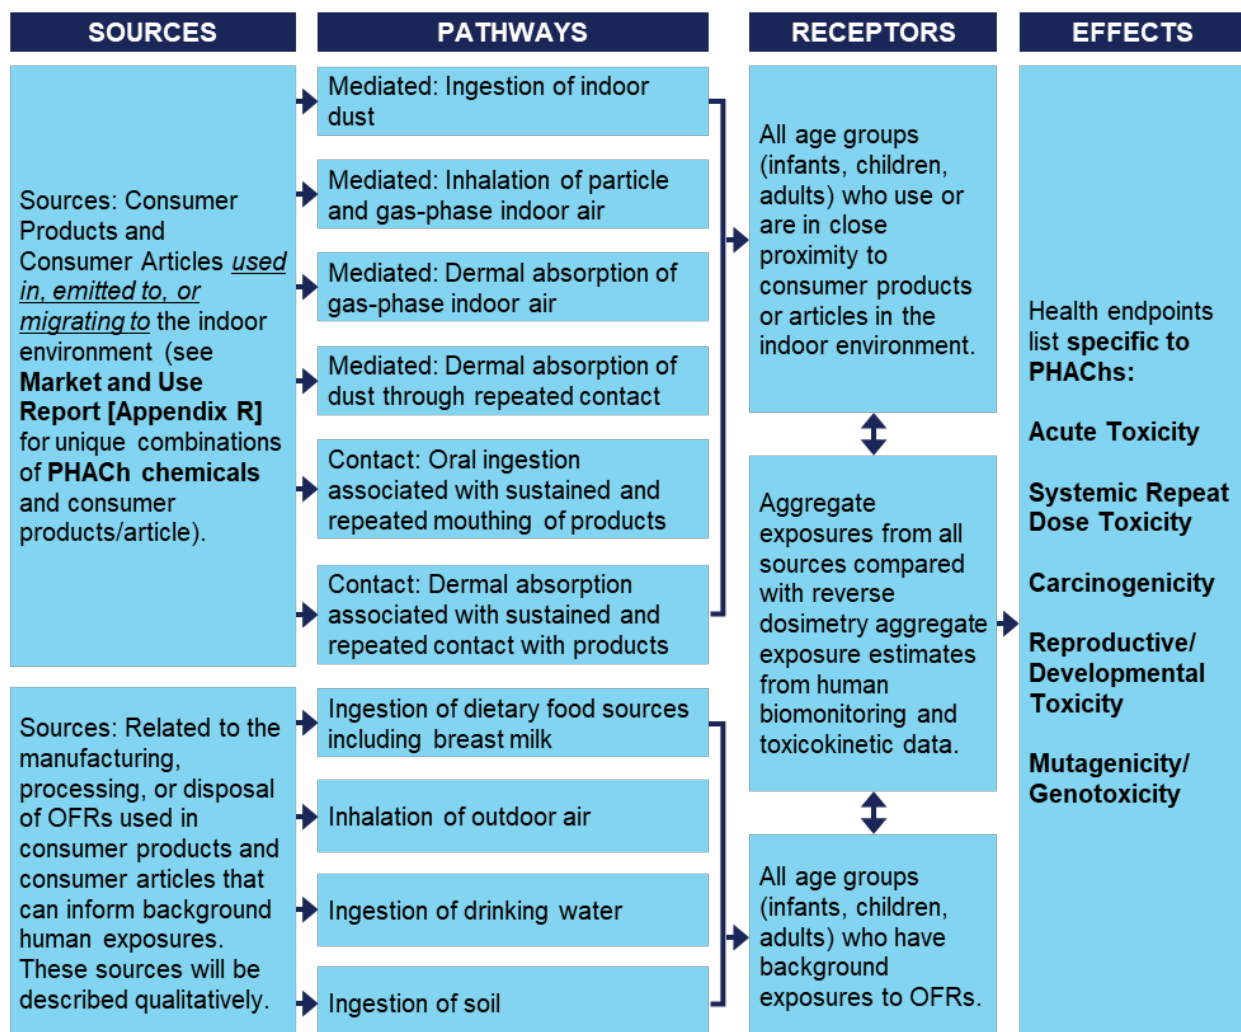 SOURCES
PATHWAYS
RECEPTORS
EFFECTS
Sources: Consumer
Products and
Consumer Articles used
in, emitted to, or
migrating to the indoor
environment (see
Market and Use
Report [Appendix R]
for unique combinations
of PHACh chemicals
and consumer
products/article).
Sources: Related to the
manufacturing,
processing, or disposal
of OFRs used in
consumer products and
consumer articles that
can inform background
human exposures.
These sources will be
described qualitatively.
Mediated: Ingestion of indoor
dust
Mediated: Inhalation of particle
and gas-phase indoor air
Mediated: Dermal absorption of
gas-phase indoor air
Mediated: Dermal absorption of
dust through repeated contact
Contact: Oral ingestion
associated with sustained and
repeated mouthing of products
Contact: Dermal absorption
associated with sustained and
repeated contact with products
Ingestion of dietary food sources
including breast milk
Inhalation of outdoor air
Ingestion of drinking water
Ingestion of soil
All age groups
(infants, children,
adults) who use or
are in close
proximity to
consumer products
or articles in the
indoor environment.
Aggregate
exposures from all
sources compared
with reverse
dosimetry aggregate
exposure estimates
from human
biomonitoring and
toxicokinetic data.
All age groups
(infants, children,
adults) who have
background
exposures to OFRs.
Health endpoints
list specific to
PHAChs:
Acute Toxicity
Systemic Repeat
Dose Toxicity
Carcinogenicity
Reproductive/
Developmental
Toxicity
Mutagenicity/
Genotoxicity